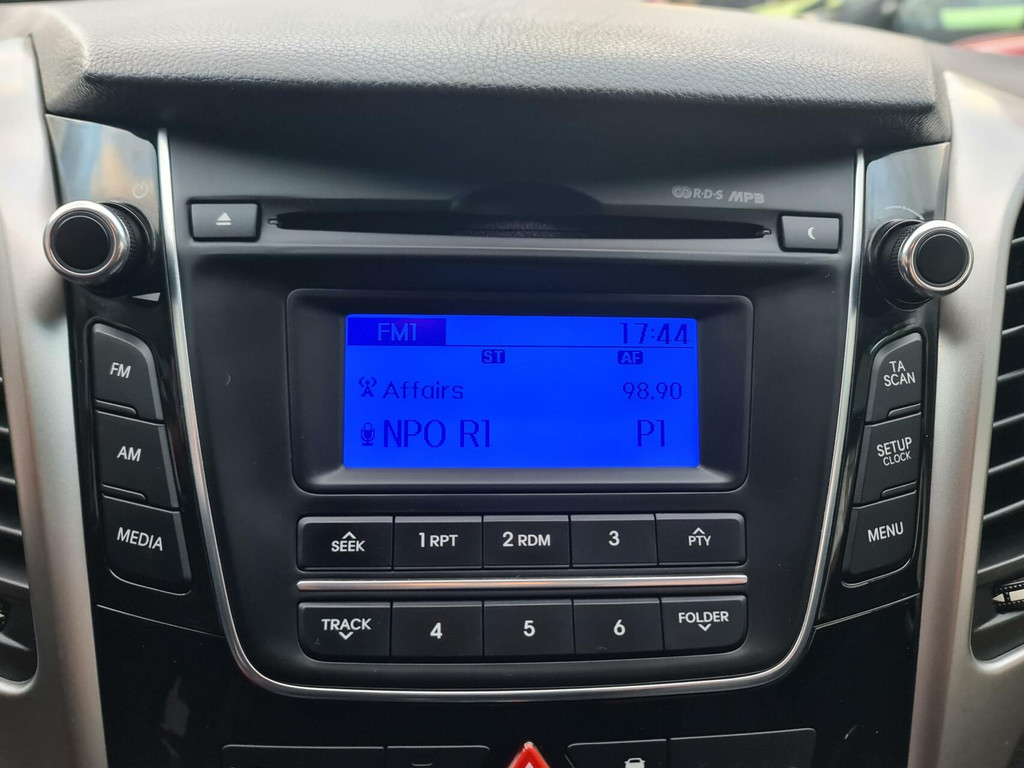 R·D·S MP3
FM1 17:44
ST AF
Affairs 98.90
NPO R1 P1
FM
AM
MEDIA
TA
SCAN
SETUP
CLOCK
MENU
SEEK 1 RPT 2 RDM 3 PTY
TRACK 4 5 6 FOLDER